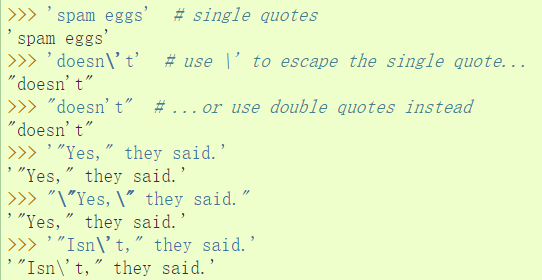 >>> 'spam eggs'  # single quotes
'spam eggs'
>>> 'doesn\'t'  # use \' to escape the single quote...
"doesn't"
>>> "doesn't"  # ...or use double quotes instead
"doesn't"
>>> '"Yes," they said.'
'"Yes," they said.'
>>> "\"Yes,\" they said."
'"Yes," they said.'
>>> '"Isn\'t," they said.'
'"Isn\'t," they said.'